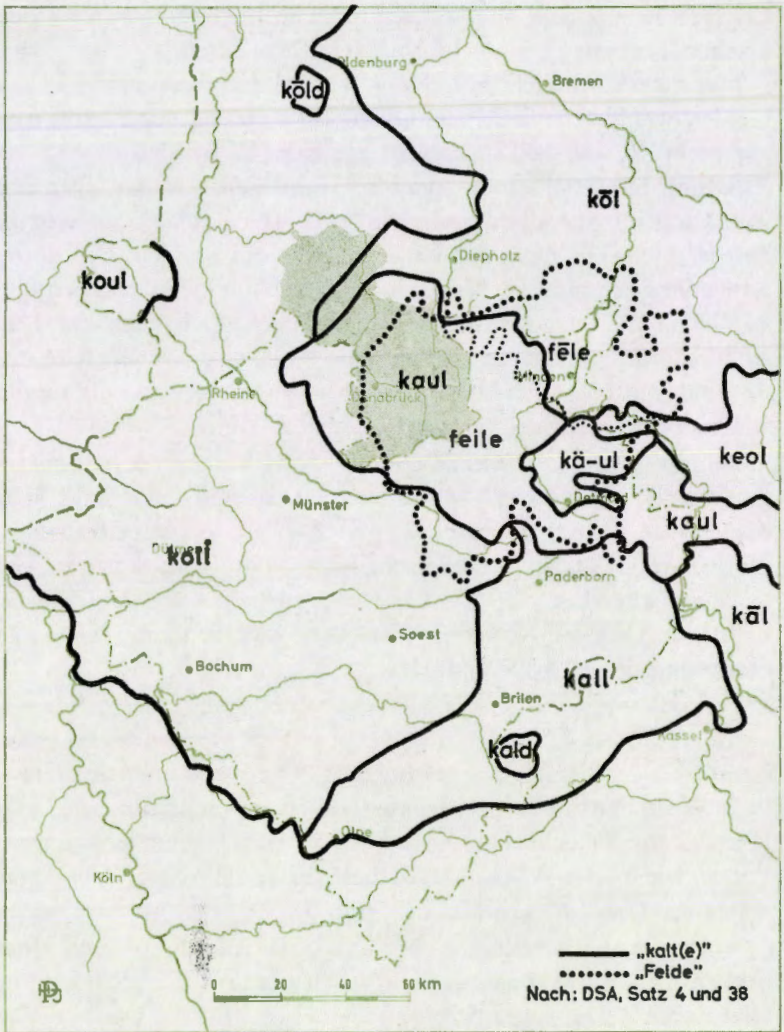 Oldenburg
Bremen
kōld
kōl
Diepholz
koul
fēle
Minden
Rheine
kaul
Osnabrück
feile
kä-ul
keol
Münster
Detmold
kaul
Paderborn
kāl
Soest
Bochum
kall
Brilon
Kassel
kald
Olpe
Köln
„kalt(e)"
„Felde"
0 20 40 60 km
Nach: DSA, Satz 4 und 38